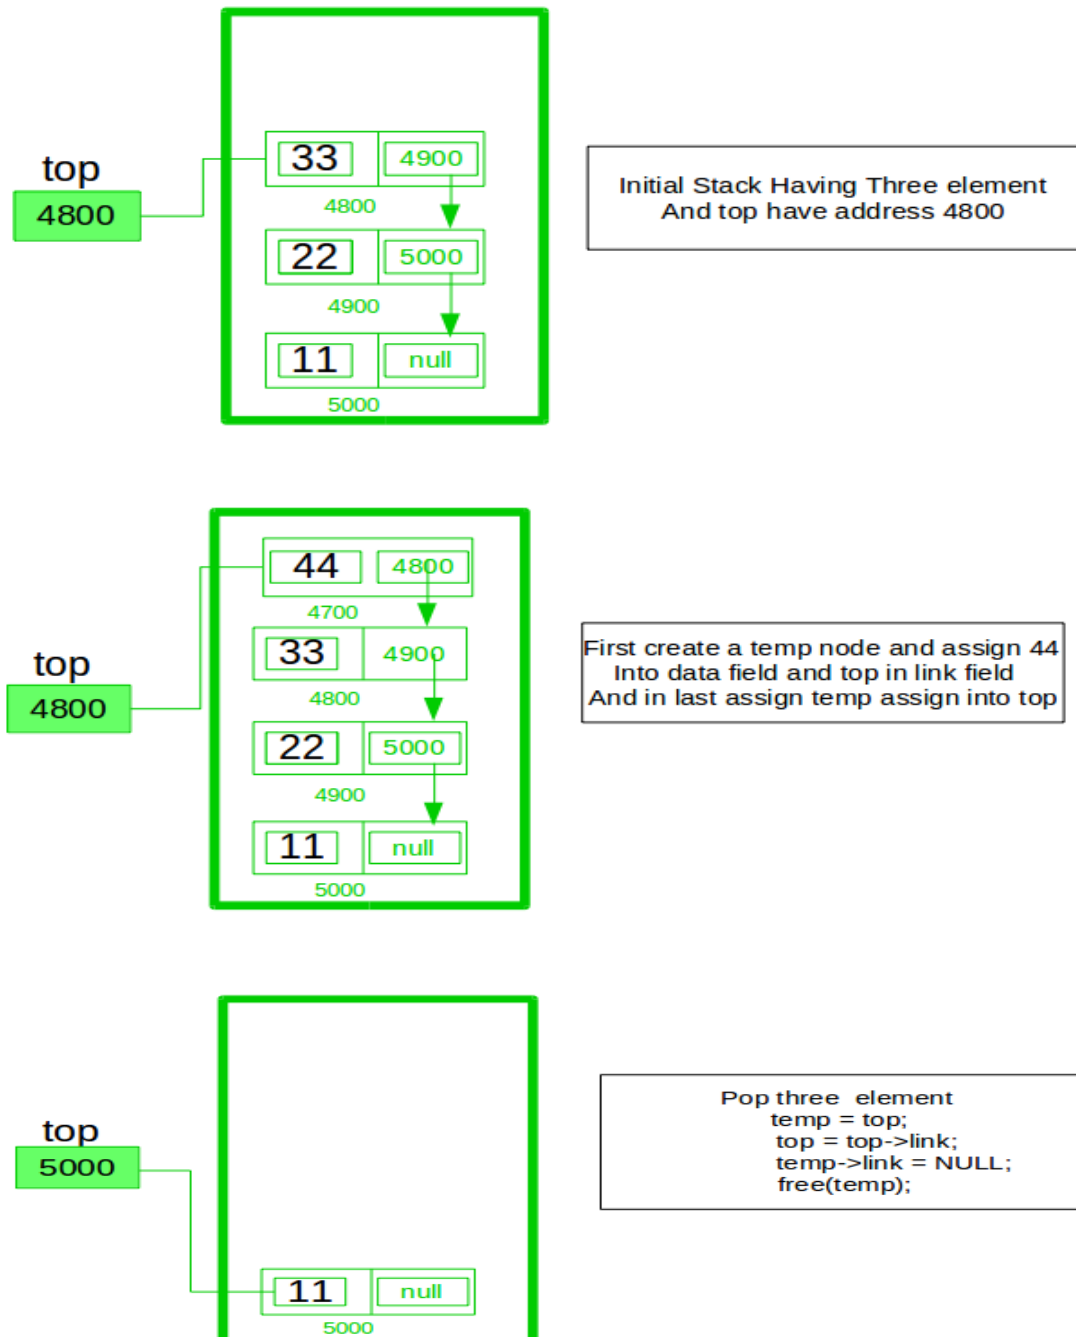 top
4800
33
4900
4800
22
5000
4900
11
null
5000
Initial Stack Having Three element
And top have address 4800
top
4800
44
4800
4700
33
4900
4800
22
5000
4900
11
null
5000
First create a temp node and assign 44
Into data field and top in link field
And in last assign temp assign into top
top
5000
11
null
5000
Pop three element
temp = top;
top = top->link;
temp->link = NULL;
free(temp);